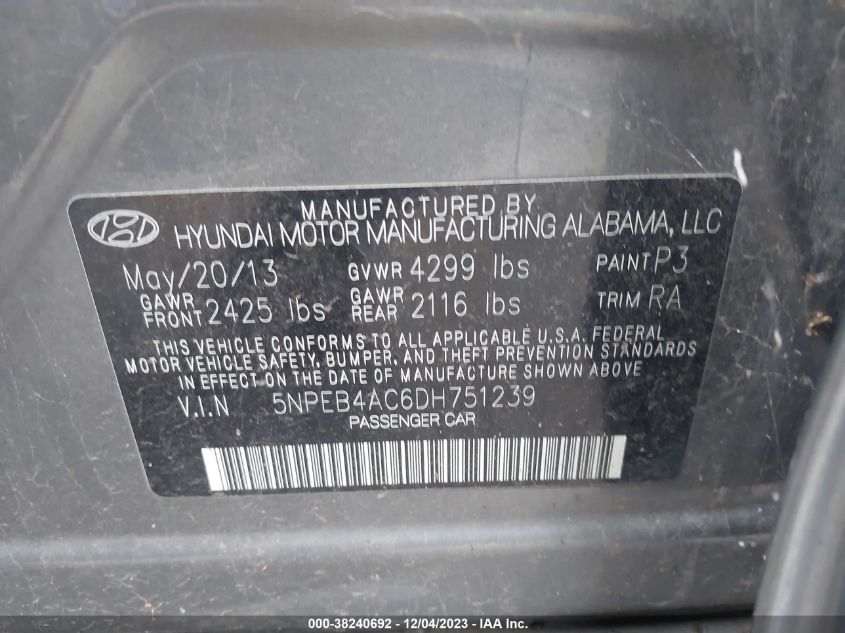 MANUFACTURED BY
HYUNDAI MOTOR MANUFACTURING ALABAMA, LLC
May/20/13 GVWR 4299 lbs PAINT P3
GAWR FRONT 2425 lbs GAWR REAR 2116 lbs TRIM RA
THIS VEHICLE CONFORMS TO ALL APPLICABLE U.S.A. FEDERAL
MOTOR VEHICLE SAFETY, BUMPER, AND THEFT PREVENTION STANDARDS
IN EFFECT ON THE DATE OF MANUFACTURE SHOWN ABOVE.
V.I.N 5NPEB4AC6DH751239
PASSENGER CAR
000-38240692 - 12/04/2023 - IAA Inc.